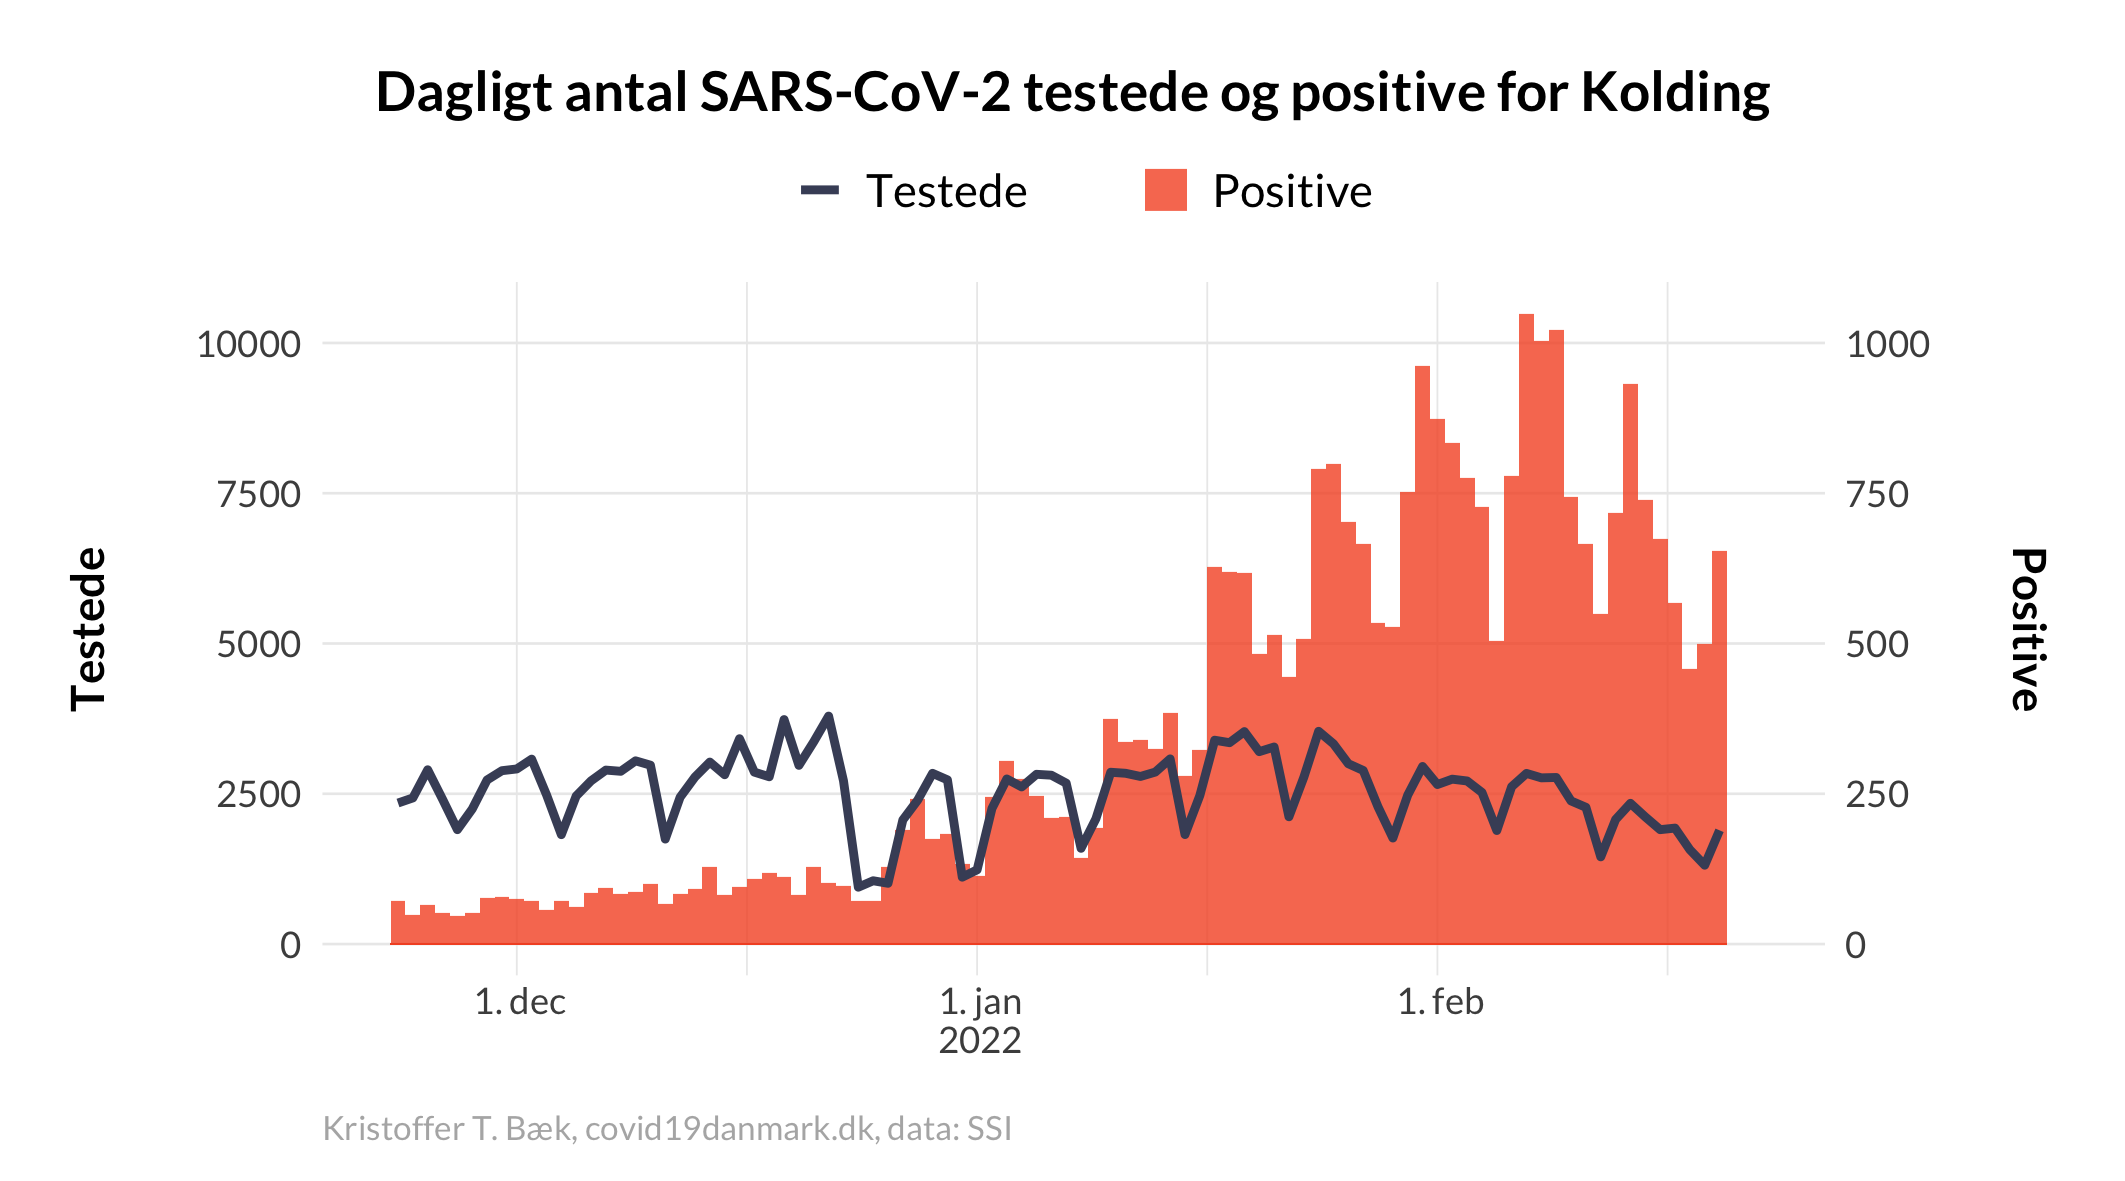 Dagligt antal SARS-CoV-2 testede og positive for Kolding
Testede
Positive
10000
7500
5000
2500
0
Testede
1000
750
500
250
0
Positive
1. dec
1. jan
2022
1. feb
Kristoffer T. Bæk, covid19danmark.dk, data: SSI